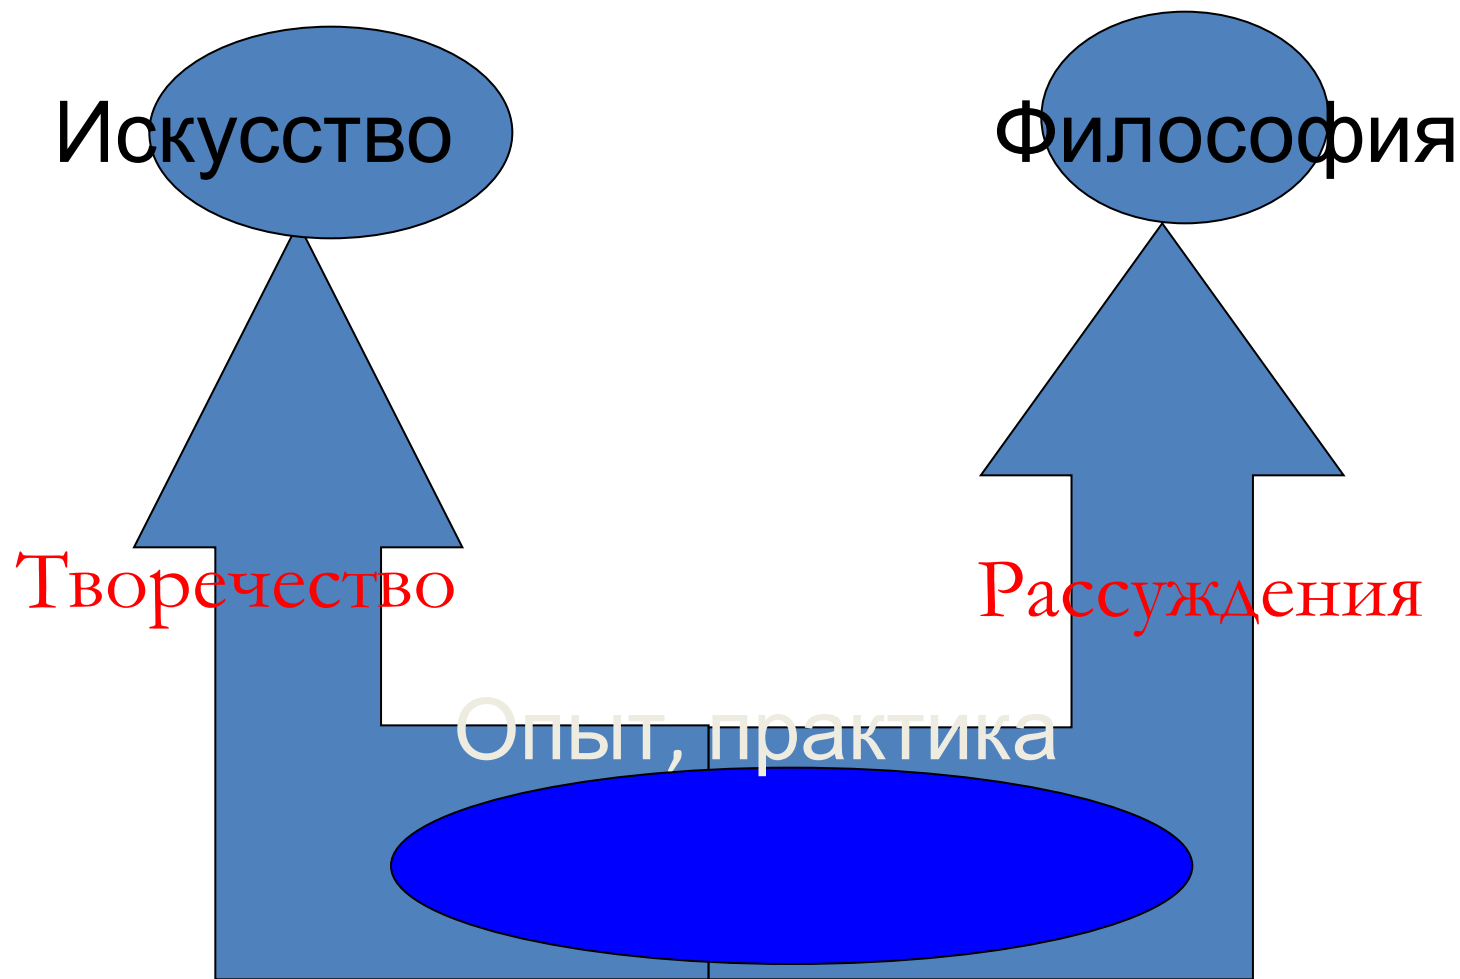 Искусство
Философия
Творечество
Рассуждения
Опыт, практика